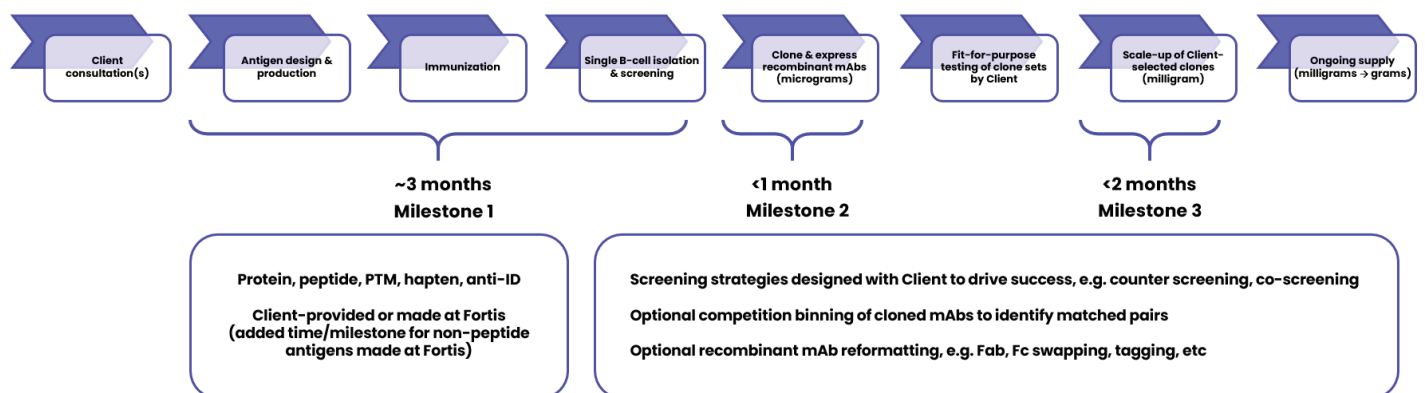 Client
consultation(s)
Antigen design &
production
Immunization
Single B-cell isolation
& screening
Clone & express
recombinant mAbs
(micrograms)
Fit-for-purpose
testing of clone sets
by Client
Scale-up of Client-
selected clones
(milligram)
Ongoing supply
(milligrams → grams)
~3 months
Milestone 1
<1 month
Milestone 2
<2 months
Milestone 3
Protein, peptide, PTM, hapten, anti-ID
Client-provided or made at Fortis
(added time/milestone for non-peptide
antigens made at Fortis)
Screening strategies designed with Client to drive success, e.g. counter screening, co-screening
Optional competition binning of cloned mAbs to identify matched pairs
Optional recombinant mAb reformatting, e.g. Fab, Fc swapping, tagging, etc